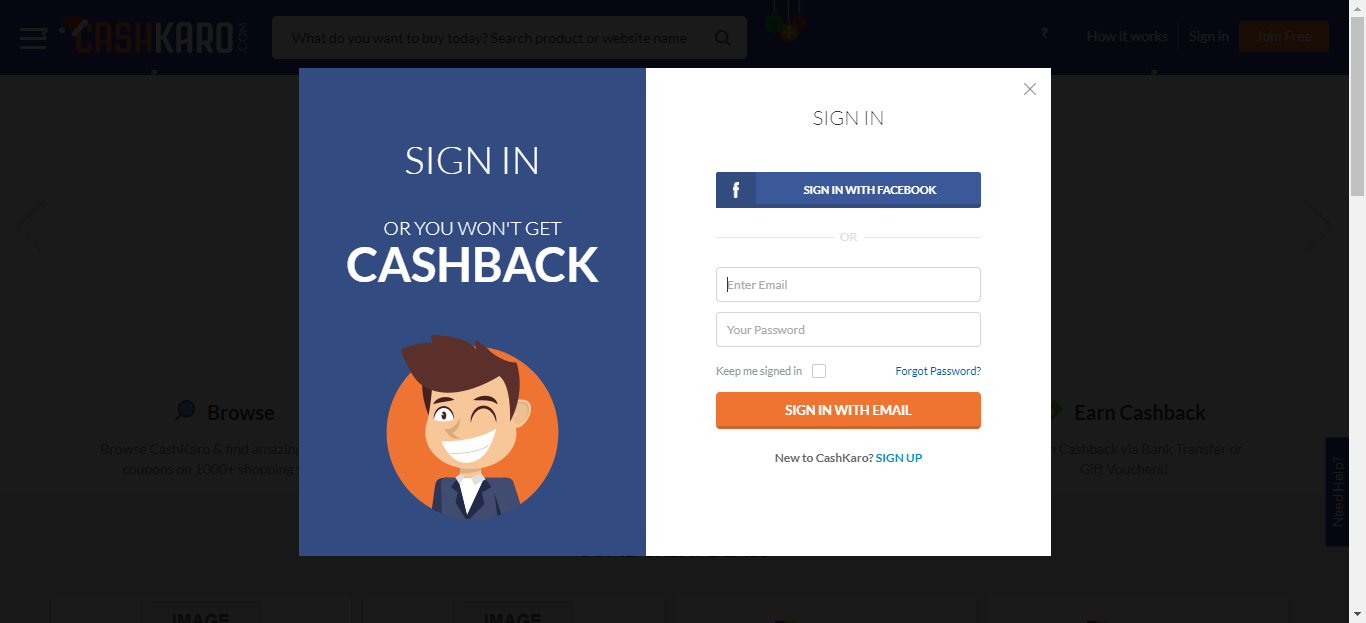 CASHKARO.COM
What do you want to buy today? Search product or website name
₹
How it works
Sign in
Join Free
SIGN IN
OR YOU WON'T GET
CASHBACK
SIGN IN
f
SIGN IN WITH FACEBOOK
OR
Enter Email
Your Password
Keep me signed in
Forgot Password?
SIGN IN WITH EMAIL
New to CashKaro? SIGN UP
Browse
Browse CashKaro & find amazing
coupons on 1000+ shopping
Earn Cashback
Cashback via Bank Transfer or
Gift Vouchers!
Need Help?
IMAGE
IMAGE